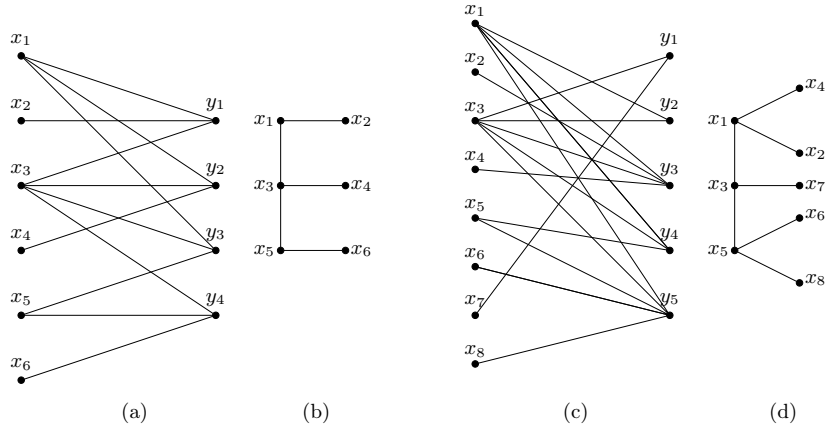 x1
x2
x3
x4
x5
x6
y1
y2
y3
y4
(a)
x1 x2
x3 x4
x5 x6
(b)
x1
x2
x3
x4
x5
x6
x7
x8
y1
y2
y3
y4
y5
(c)
x4
x1
x2
x3 x7
x6
x5
x8
(d)